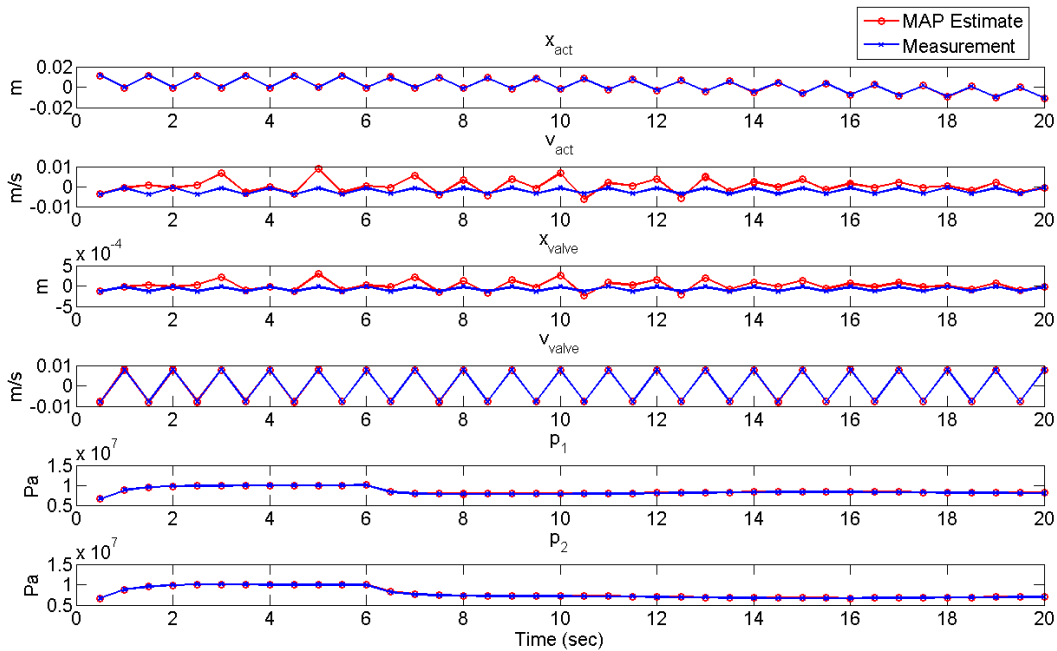 MAP Estimate
Measurement
x_act
0.02
0
-0.02
m
0 2 4 6 8 10 12 14 16 18 20
v_act
0.01
0
-0.01
m/s
0 2 4 6 8 10 12 14 16 18 20
x_valve
x 10^-4
5
0
-5
m
0 2 4 6 8 10 12 14 16 18 20
v_valve
0.01
0
-0.01
m/s
0 2 4 6 8 10 12 14 16 18 20
p_1
x 10^7
1.5
1
0.5
Pa
0 2 4 6 8 10 12 14 16 18 20
p_2
x 10^7
1.5
1
0.5
Pa
0 2 4 6 8 10 12 14 16 18 20
Time (sec)